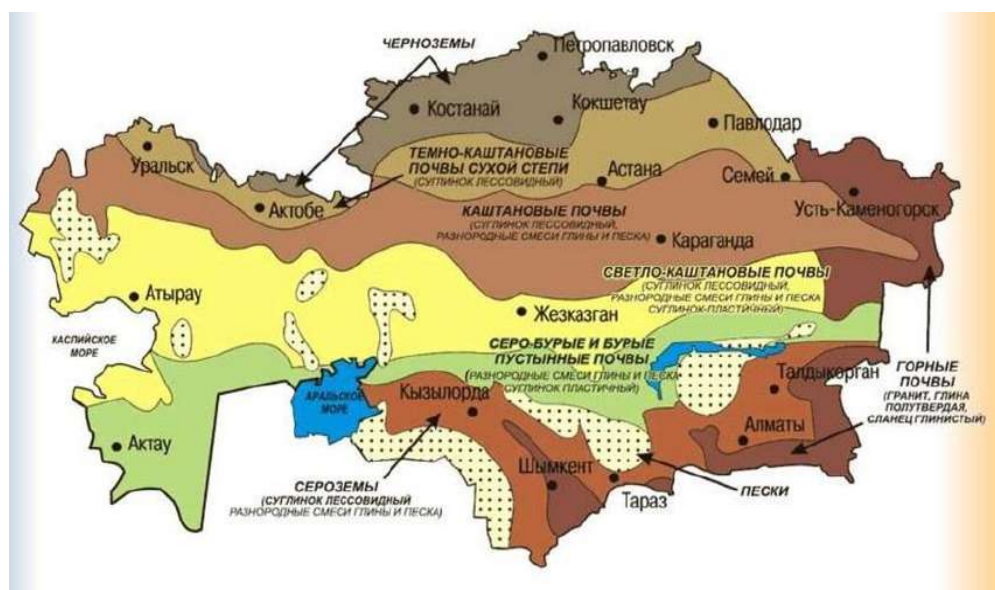 ЧЕРНОЗЕМЫ
Петропавловск
Костанай
Кокшетау
Павлодар
Уральск
ТЕМНО-КАШТАНОВЫЕ
ПОЧВЫ СУХОЙ СТЕПИ
(СУГЛИНОК ЛЕССОВИДНЫЙ)
Астана
Семей
Актобе
Усть-Каменогорск
КАШТАНОВЫЕ ПОЧВЫ
(СУГЛИНОК ЛЕССОВИДНЫЙ,
РАЗНОРОДНЫЕ СМЕСИ ГЛИНЫ И ПЕСКА)
Караганда
СВЕТЛО-КАШТАНОВЫЕ ПОЧВЫ
(СУГЛИНОК ЛЕССОВИДНЫЙ,
РАЗНОРОДНЫЕ СМЕСИ ГЛИНЫ И ПЕСКА
СУГЛИНОК-ПЛАСТИЧНЫЙ)
Атырау
Жезказган
КАСПИЙСКОЕ
МОРЕ
СЕРО-БУРЫЕ И БУРЫЕ
ПУСТЫННЫЕ ПОЧВЫ
(РАЗНОРОДНЫЕ СМЕСИ ГЛИНЫ И ПЕСКА
СУГЛИНОК ПЛАСТИЧНЫЙ)
ГОРНЫЕ
ПОЧВЫ
(ГРАНИТ, ГЛИНА
ПОЛУТВЕРДАЯ,
СЛАНЕЦ ГЛИНИСТЫЙ)
Талдыкорган
АРАЛЬСКОЕ
МОРЕ
Кызылорда
Алматы
Актау
Шымкент
Тараз
ПЕСКИ
СЕРОЗЕМЫ
(СУГЛИНОК ЛЕССОВИДНЫЙ
РАЗНОРОДНЫЕ СМЕСИ ГЛИНЫ И ПЕСКА)